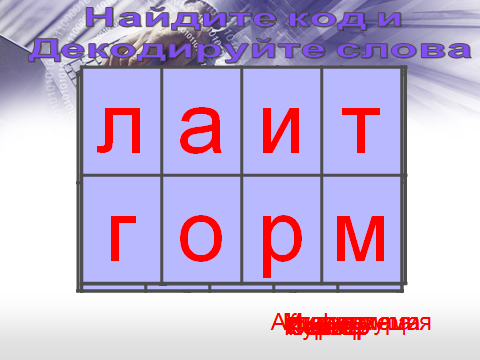 Найдите код и
Декодируйте слова
л а и т
г о р м